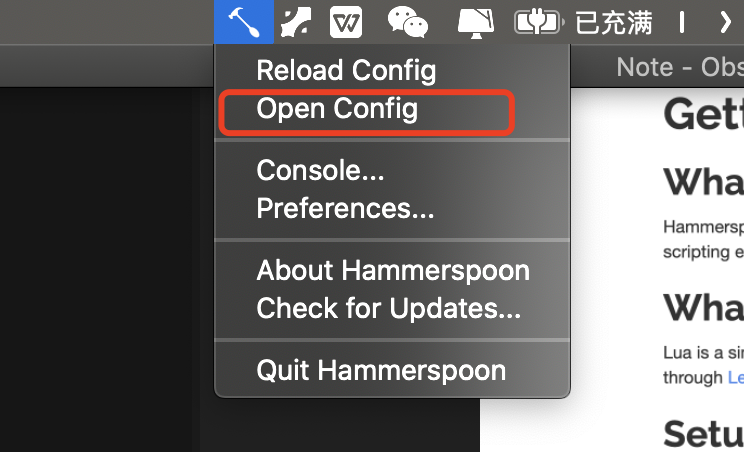 已充满
Note - Obs
Reload Config
Open Config
Console...
Preferences...
About Hammerspoon
Check for Updates...
Quit Hammerspoon
Gett
Wha
Hammersp
scripting e
Wha
Lua is a si
through Le
Setu